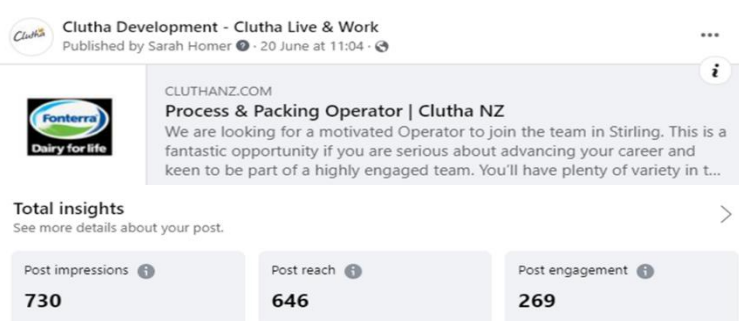 Clutha
Clutha Development - Clutha Live & Work
Published by Sarah Homer · 20 June at 11:04 ·
CLUTHANZ.COM
Process & Packing Operator | Clutha NZ
We are looking for a motivated Operator to join the team in Stirling. This is a
fantastic opportunity if you are serious about advancing your career and
keen to be part of a highly engaged team. You'll have plenty of variety in t...
Fonterra
Dairy for life
Total insights
See more details about your post.
Post impressions
Post reach
Post engagement
730
646
269